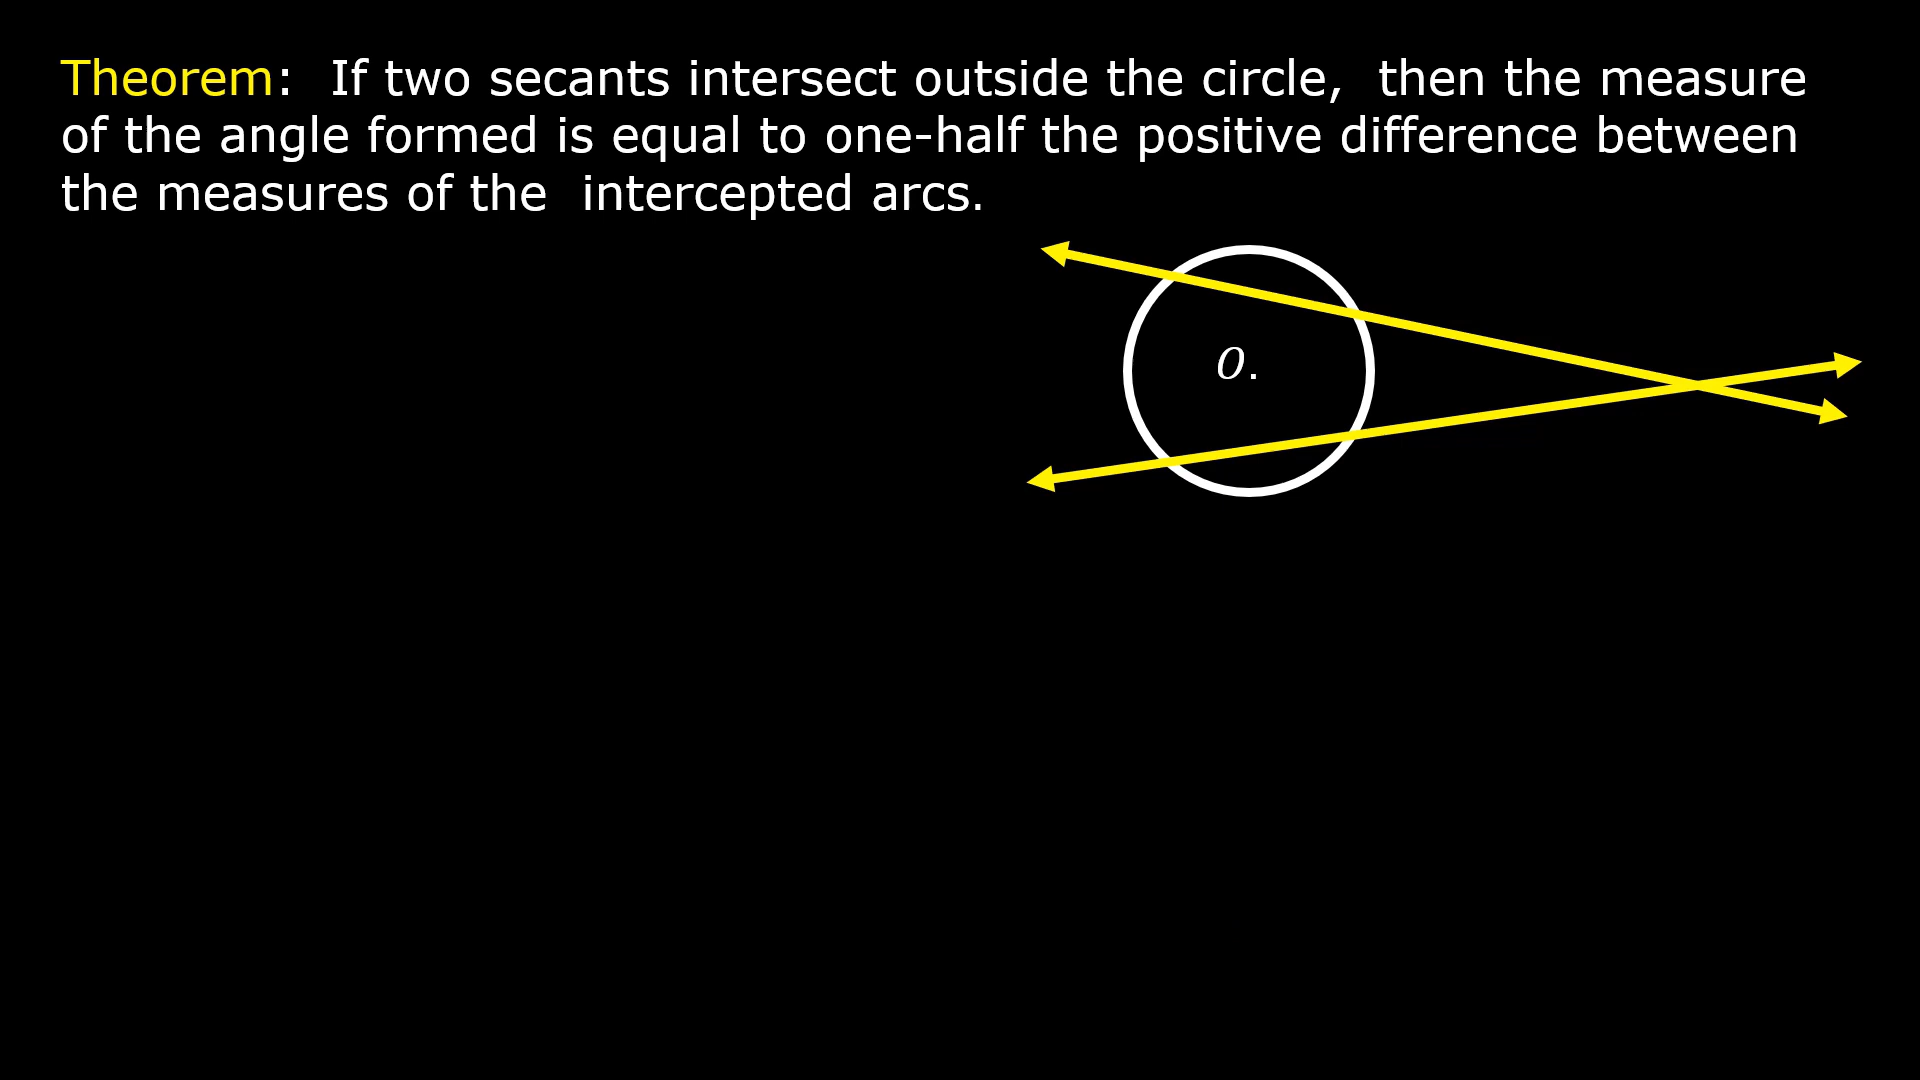 Theorem: If two secants intersect outside the circle, then the measure
of the angle formed is equal to one-half the positive difference between
the measures of the intercepted arcs.
O.